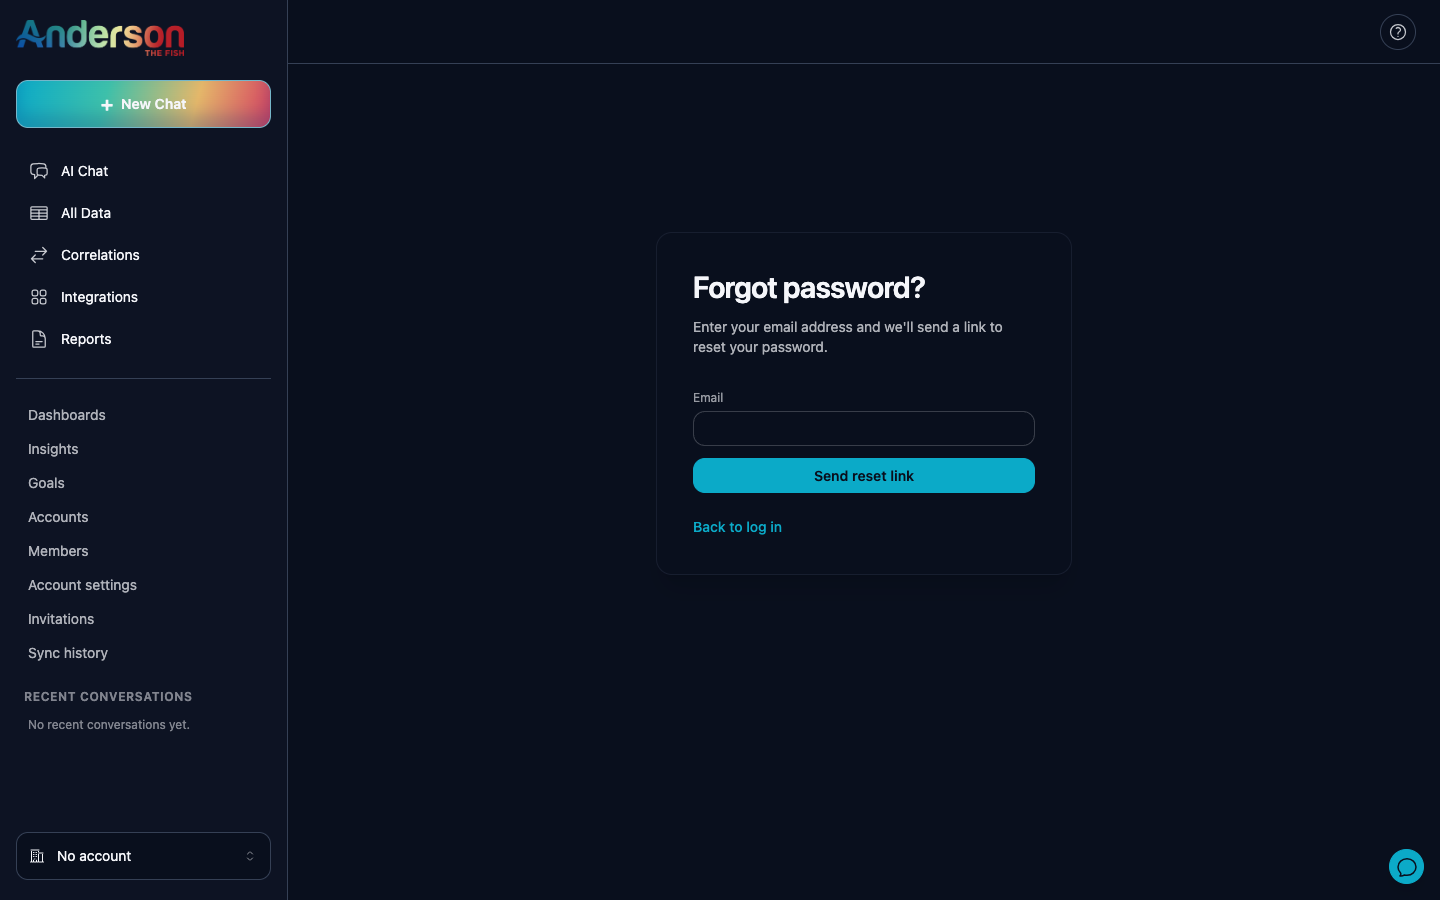 Anderson
THE FISH
New Chat
AI Chat
All Data
Correlations
Integrations
Reports
Dashboards
Insights
Goals
Accounts
Members
Account settings
Invitations
Sync history
RECENT CONVERSATIONS
No recent conversations yet.
No account
Forgot password?
Enter your email address and we'll send a link to
reset your password.
Email
Send reset link
Back to log in